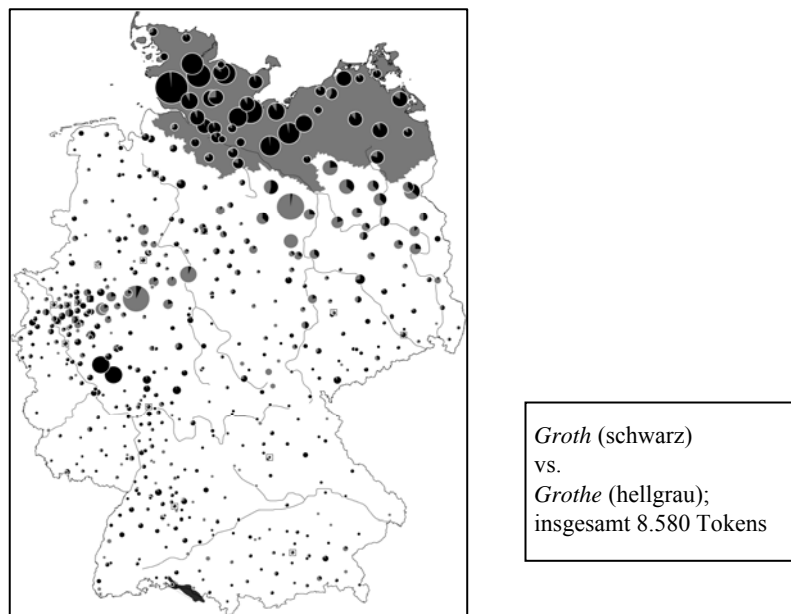 Groth (schwarz)
vs.
Grothe (hellgrau);
insgesamt 8.580 Tokens